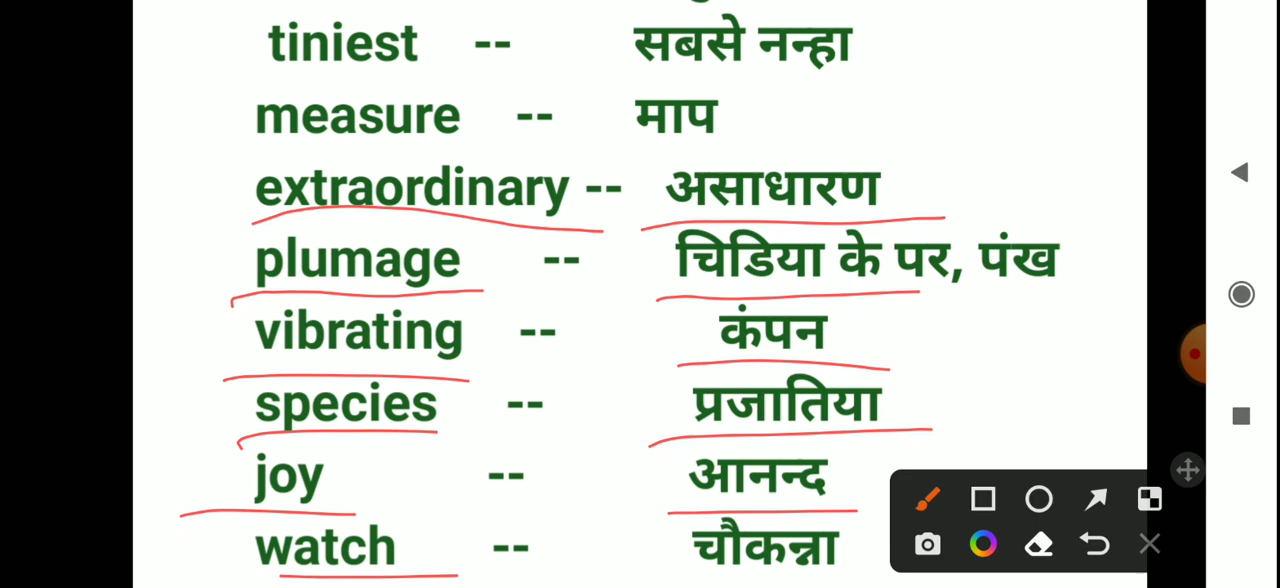 tiniest -- सबसे नन्हा
measure -- माप
extraordinary -- असाधारण
plumage -- चिडिया के पर, पंख
vibrating -- कंपन
species -- प्रजातिया
joy -- आनन्द
watch -- चौकन्ना